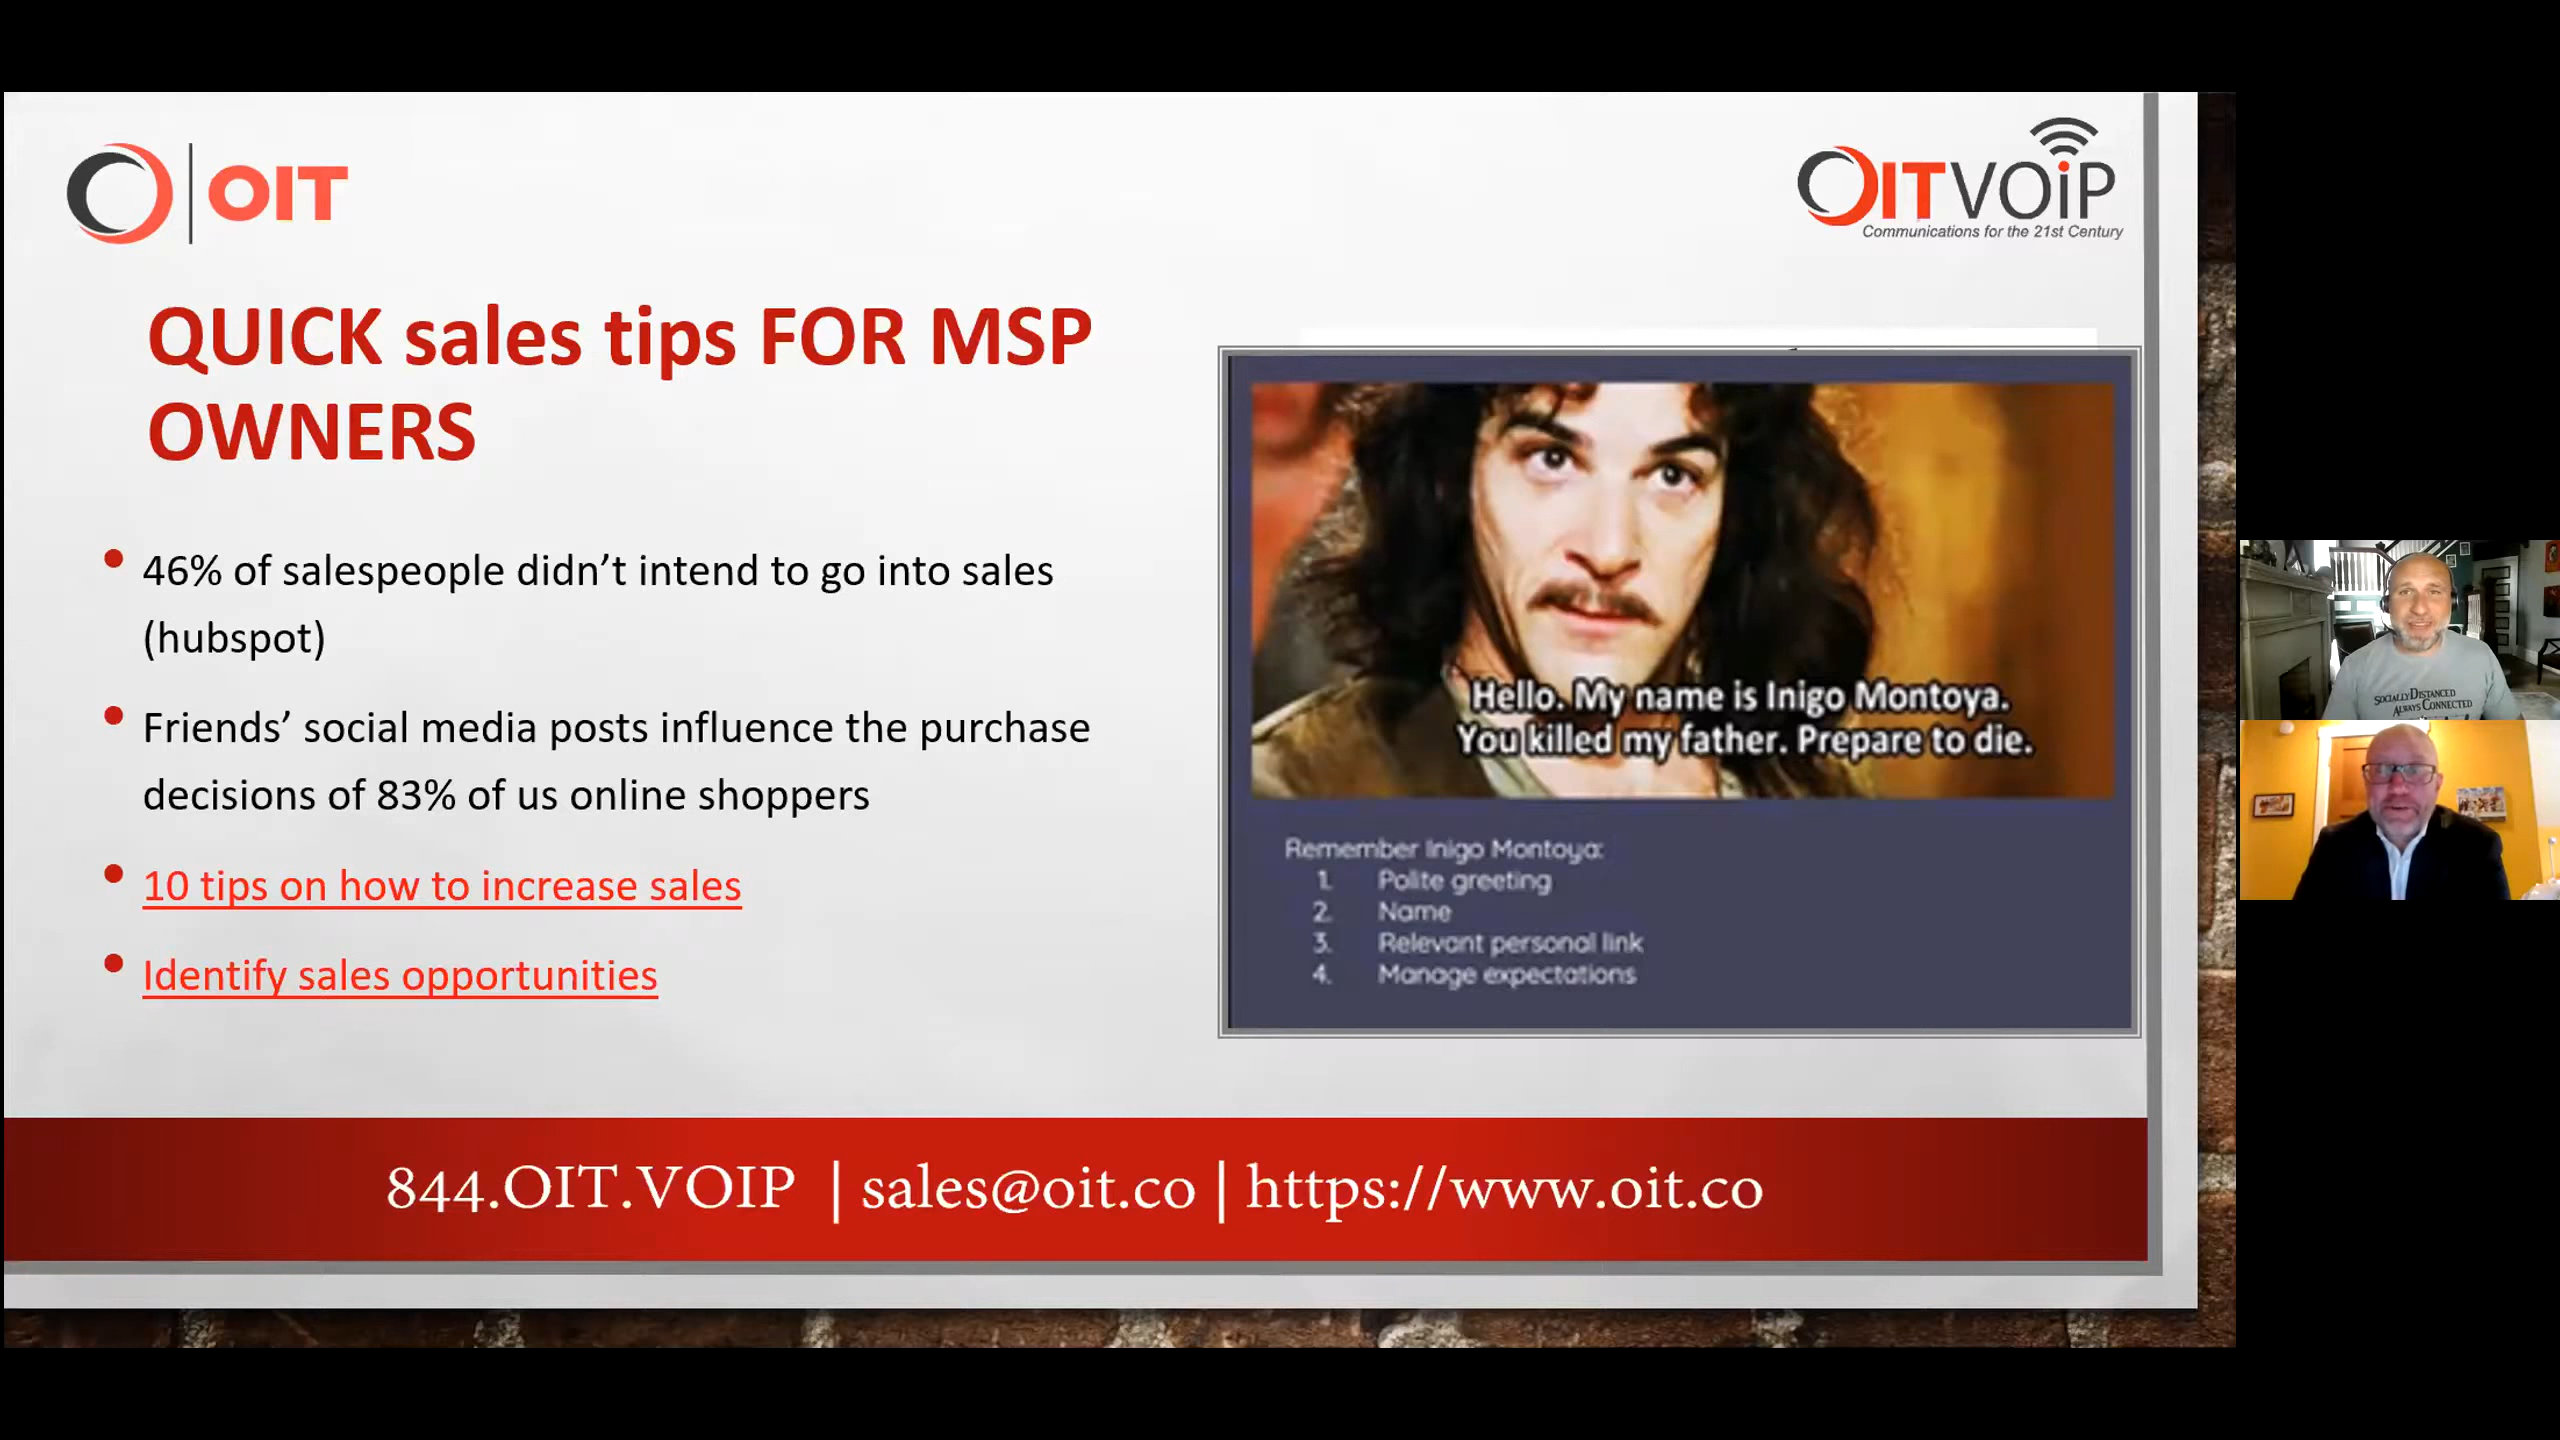 OIT
OITVOiP
Communications for the 21st Century
QUICK sales tips FOR MSP
OWNERS
• 46% of salespeople didn’t intend to go into sales
(hubspot)
• Friends’ social media posts influence the purchase
decisions of 83% of us online shoppers
• 10 tips on how to increase sales
• Identify sales opportunities
Hello. My name is Inigo Montoya.
You killed my father. Prepare to die.
Remember Inigo Montoya:
1. Polite greeting
2. Name
3. Relevant personal link
4. Manage expectations
SOCIALLY DISTANCED
ALWAYS CONNECTED
844.OIT.VOIP | sales@oit.co | https://www.oit.co